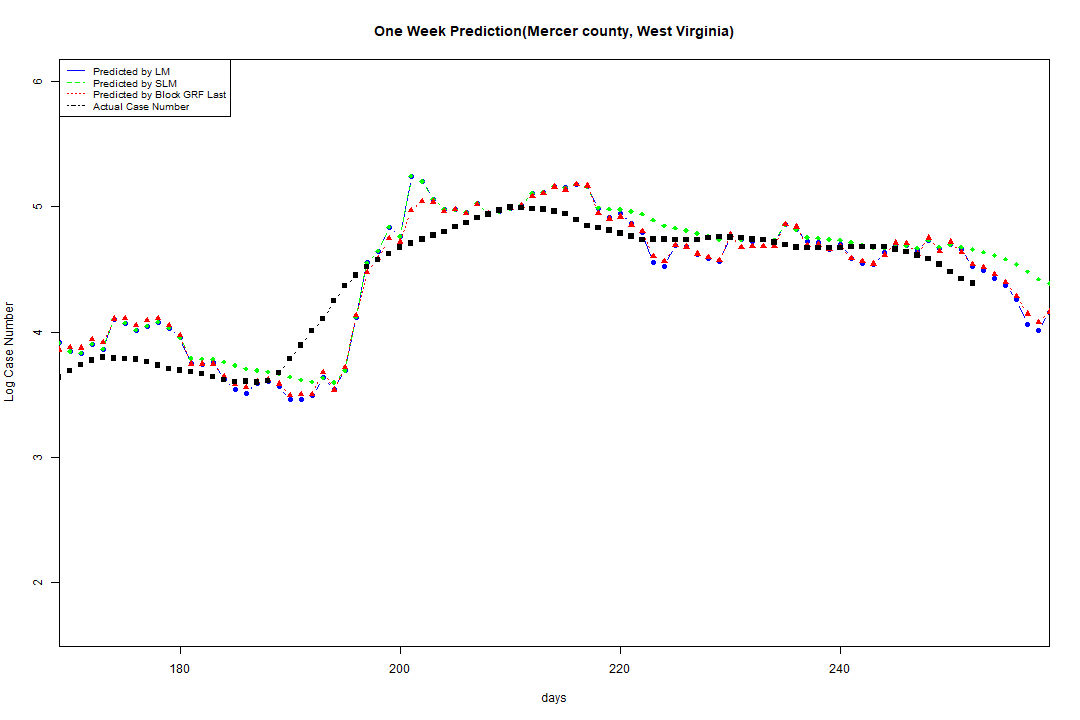 One Week Prediction(Mercer county, West Virginia)
Predicted by LM
Predicted by SLM
Predicted by Block GRF Last
Actual Case Number
6
5
4
3
2
Log Case Number
180
200
220
240
days